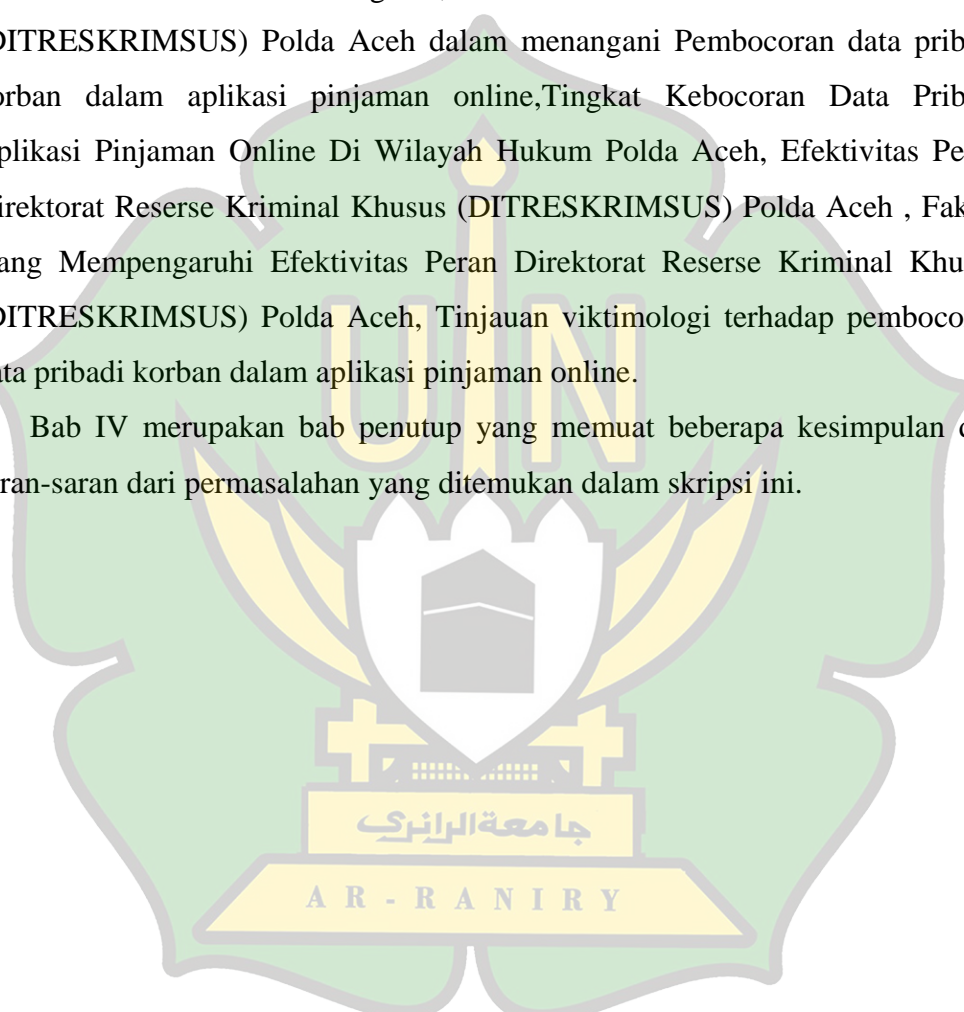 DITRESKRIMSUS) Polda Aceh dalam menangani Pembocoran data prib
orban dalam aplikasi pinjaman online,Tingkat Kebocoran Data Prib
plikasi Pinjaman Online Di Wilayah Hukum Polda Aceh, Efektivitas Pe
irektorat Reserse Kriminal Khusus (DITRESKRIMSUS) Polda Aceh , Fak
ang Mempengaruhi Efektivitas Peran Direktorat Reserse Kriminal Khu
DITRESKRIMSUS) Polda Aceh, Tinjauan viktimologi terhadap pemboco
ata pribadi korban dalam aplikasi pinjaman online.
Bab IV merupakan bab penutup yang memuat beberapa kesimpulan d
ran-saran dari permasalahan yang ditemukan dalam skripsi ini.
UIN
جامعةالرانري
AR-RANIRY